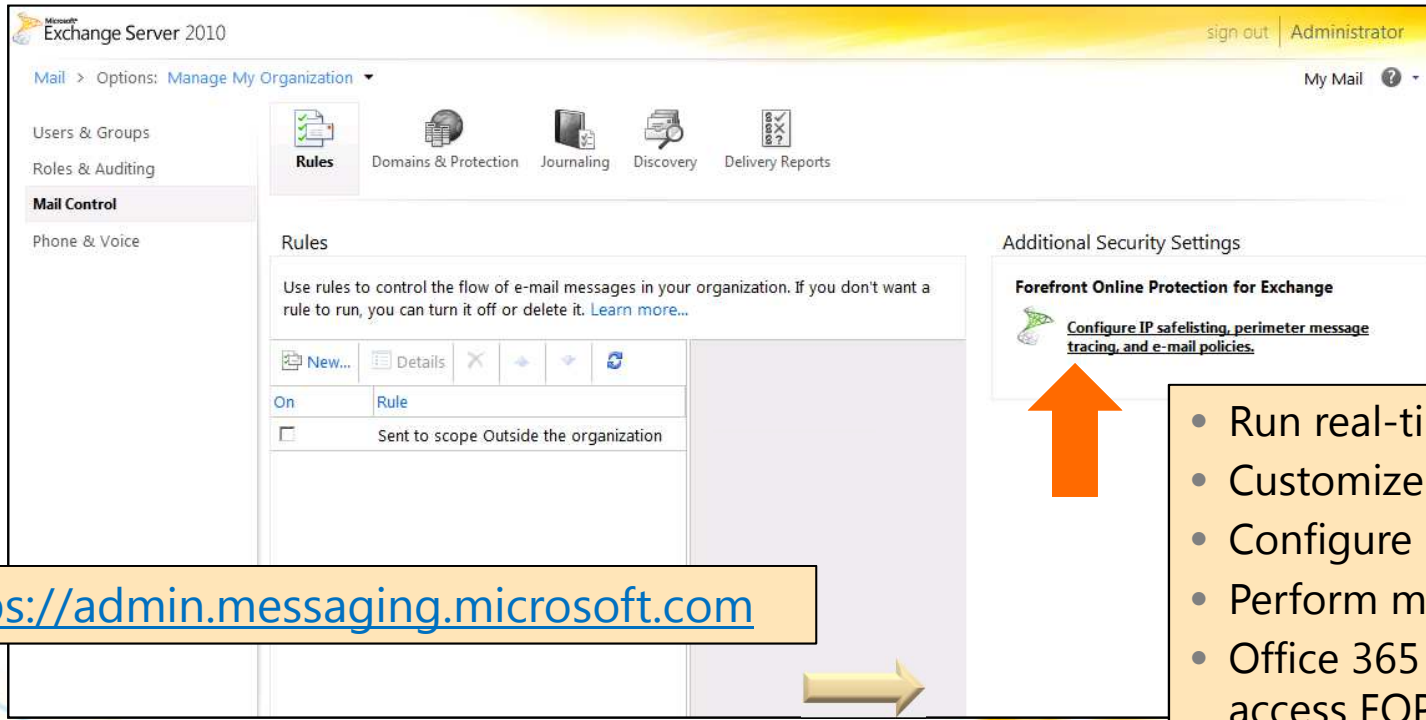 Microsoft
Exchange Server 2010
sign out | Administrator
Mail > Options: Manage My Organization
My Mail
Users & Groups
Roles & Auditing
Mail Control
Phone & Voice
Rules
Domains & Protection
Journaling
Discovery
Delivery Reports
Rules
Use rules to control the flow of e-mail messages in your organization. If you don't want a
rule to run, you can turn it off or delete it. Learn more...
New...
Details
On
Rule
Sent to scope Outside the organization
Additional Security Settings
Forefront Online Protection for Exchange
Configure IP safelisting, perimeter message
tracing, and e-mail policies.
s://admin.messaging.microsoft.com
• Run real-ti
• Customize
• Configure
• Perform m
• Office 365
access FOP